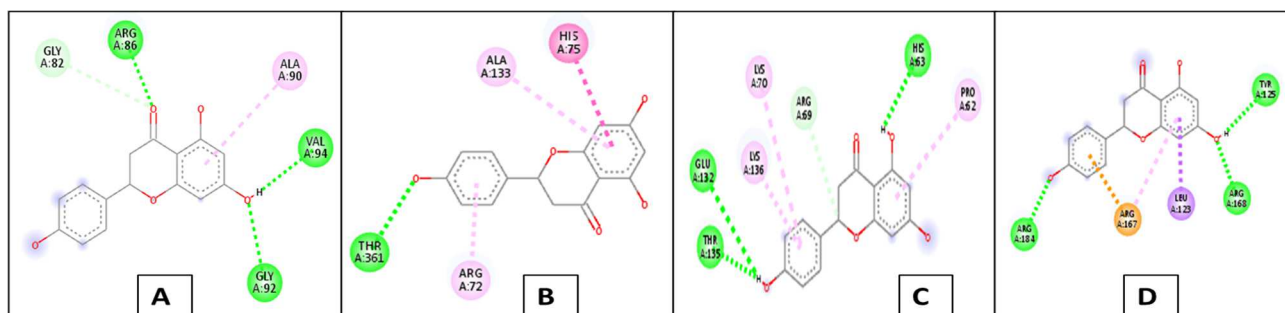 GLY
A:82
ARG
A:86
ALA
A:90
VAL
A:94
GLY
A:92
H
O
O
O
O
O
A
ALA
A:133
HIS
A:75
THR
A:361
ARG
A:72
O
O
O
O
O
B
LYS
A:70
ARG
A:69
HIS
A:63
PRO
A:62
GLU
A:132
LYS
A:136
THR
A:135
H
H
O
O
O
O
O
C
TYR
A:125
ARG
A:168
LEU
A:123
ARG
A:167
ARG
A:184
H
O
O
O
O
O
D